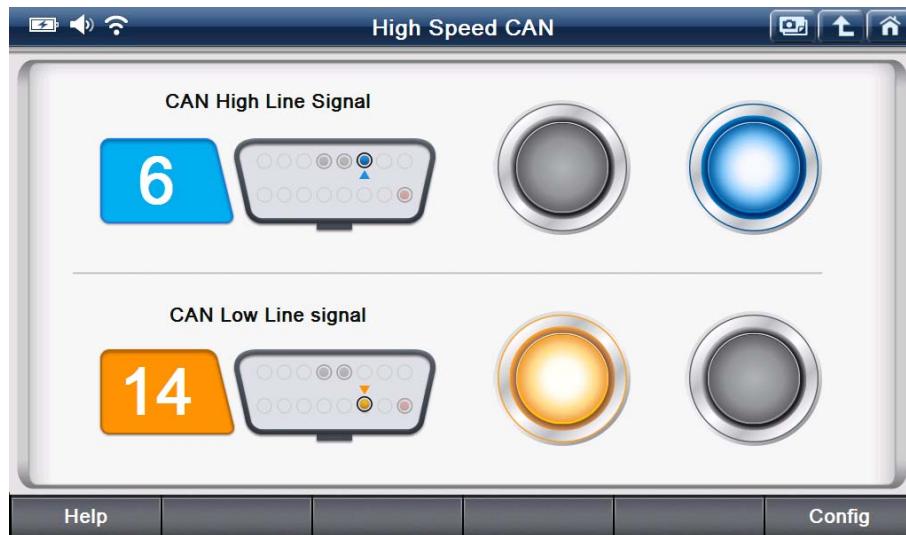 High Speed CAN
CAN High Line Signal
6
CAN Low Line signal
14
Help
Config